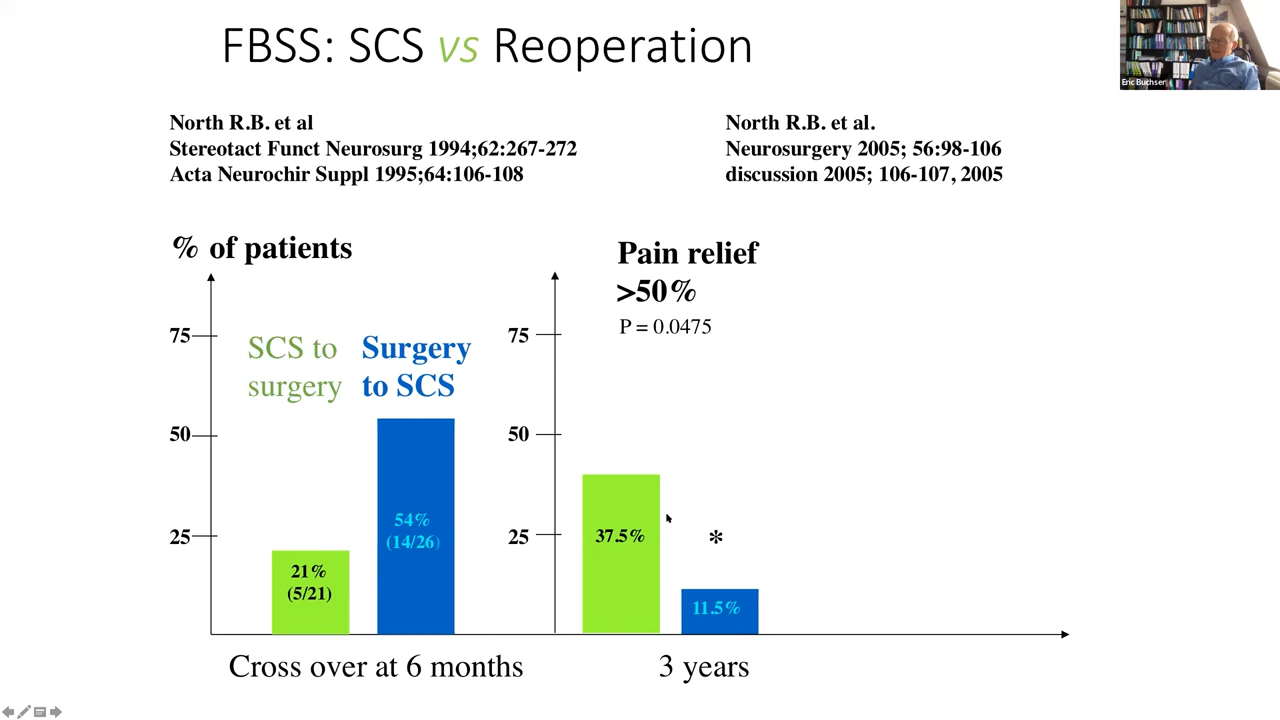 FBSS: SCS vs Reoperation
Eric Buchser
North R.B. et al
Stereotact Funct Neurosurg 1994;62:267-272
Acta Neurochir Suppl 1995;64:106-108
North R.B. et al.
Neurosurgery 2005; 56:98-106
discussion 2005; 106-107, 2005
% of patients
75
50
25
SCS to
surgery
Surgery
to SCS
21%
(5/21)
54%
(14/26)
Cross over at 6 months
Pain relief
>50%
P = 0.0475
75
50
25
37.5%
*
11.5%
3 years